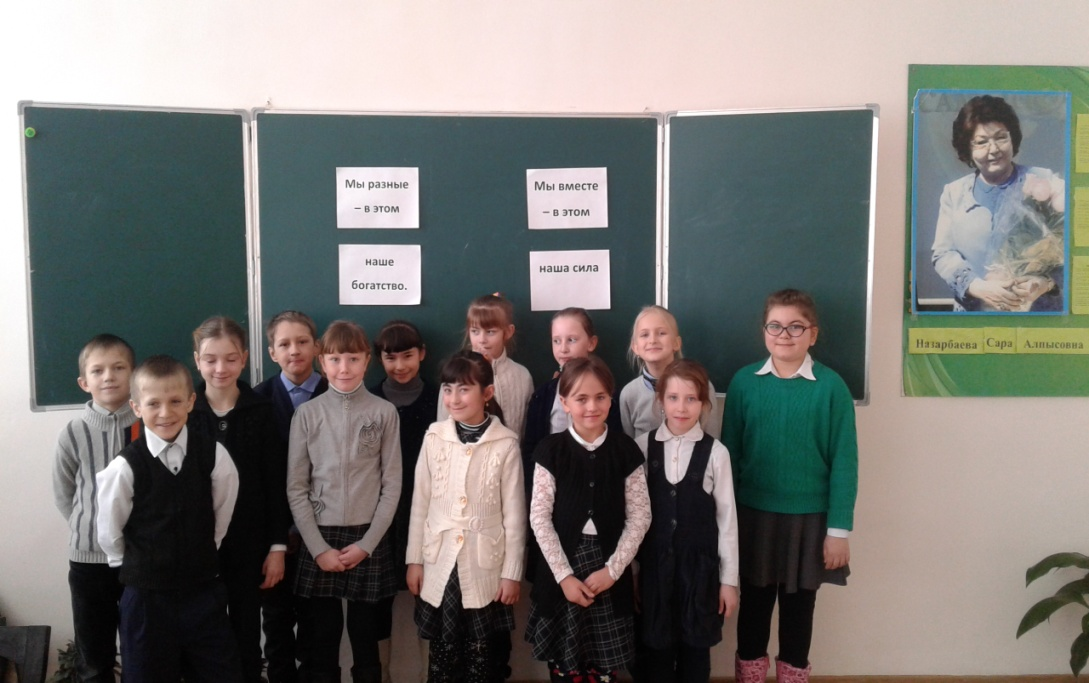 Мы разные
– в этом
наше
богатство.
Мы вместе
– в этом
наша сила
Назарбаева Сара Алпысовна